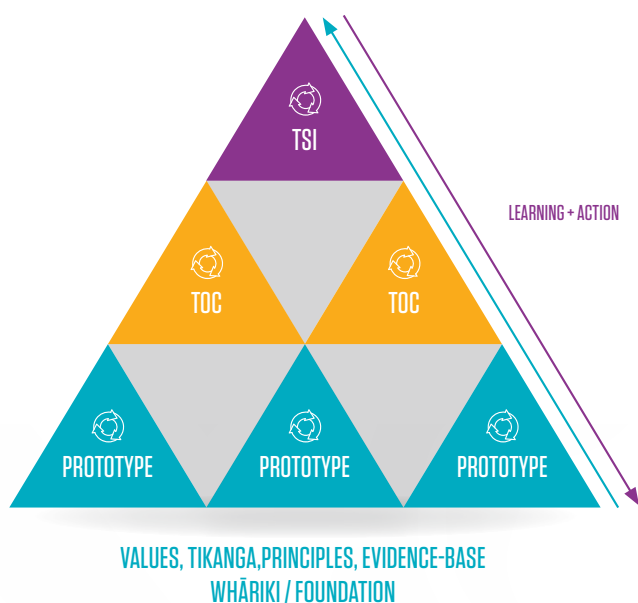 TSI
LEARNING + ACTION
TOC
TOC
PROTOTYPE
PROTOTYPE
PROTOTYPE
VALUES, TIKANGA,PRINCIPLES, EVIDENCE-BASE
WHĀRIKI / FOUNDATION